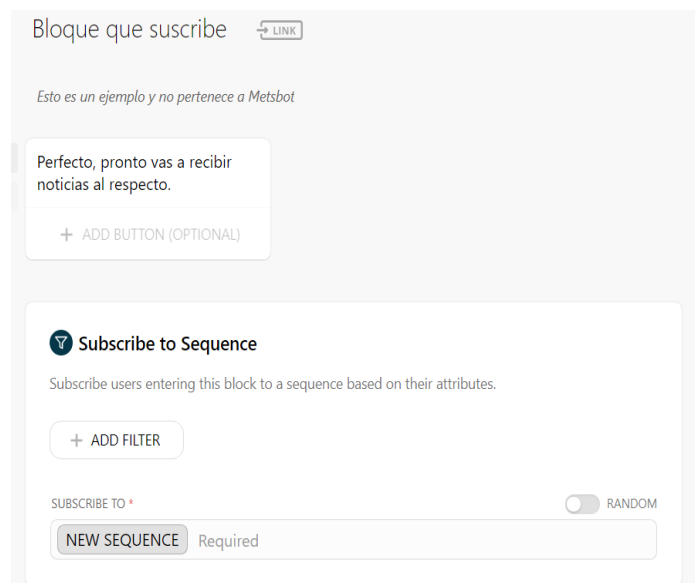 Bloque que suscribe
LINK
Esto es un ejemplo y no pertenece a Metsbot
Perfecto, pronto vas a recibir
noticias al respecto.
+ ADD BUTTON (OPTIONAL)
Subscribe to Sequence
Subscribe users entering this block to a sequence based on their attributes.
+ ADD FILTER
SUBSCRIBE TO * RANDOM
NEW SEQUENCE Required